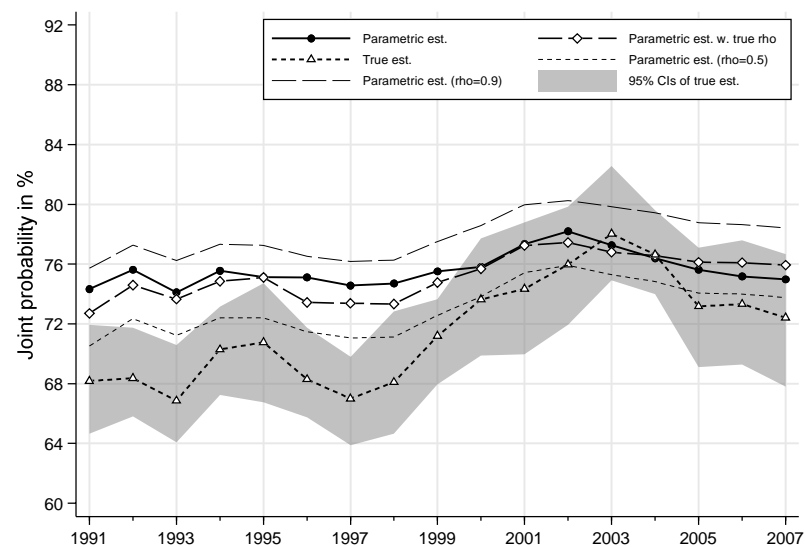 Parametric est.
Parametric est. w. true rho
True est.
Parametric est. (rho=0.5)
Parametric est. (rho=0.9)
95% CIs of true est.
Joint probability in %
92
88
84
80
76
72
68
64
60
1991 1993 1995 1997 1999 2001 2003 2005 2007